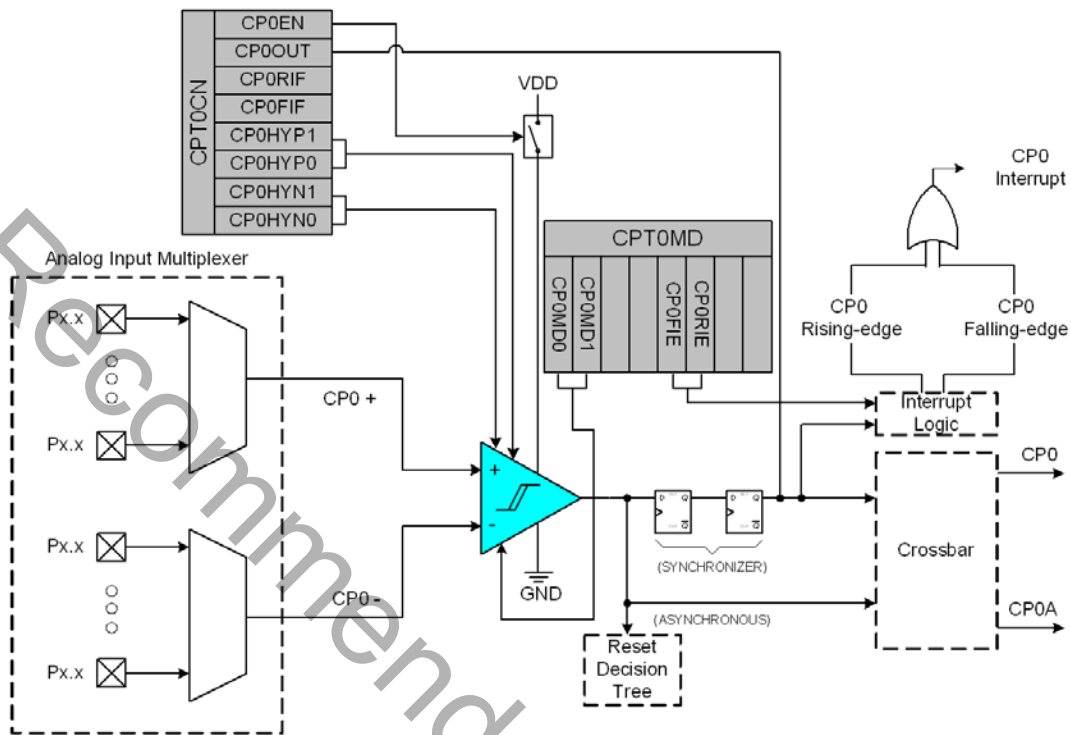 CPT0CN
CP0EN
CP0OUT
CP0RIF
CP0FIF
CP0HYP1
CP0HYP0
CP0HYN1
CP0HYN0
VDD
CPT0MD
CP0MD0
CP0MD1
CP0FIE
CP0RIE
CP0
Interrupt
CP0
Rising-edge
CP0
Falling-edge
Interrupt
Logic
Analog Input Multiplexer
Px.x
Px.x
Px.x
Px.x
CP0 +
CP0 -
+
-
GND
D Q
Q
D Q
Q
(SYNCHRONIZER)
(ASYNCHRONOUS)
Reset
Decision
Tree
Crossbar
CP0
CP0A
Recommend